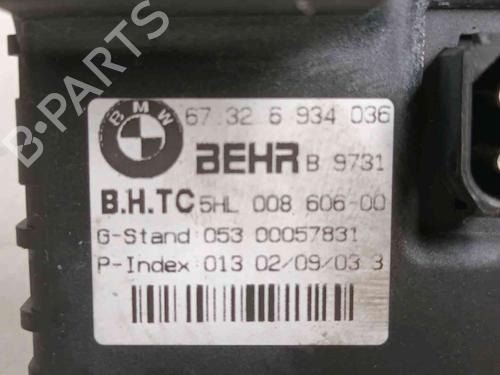 BMW 67.32 6 934 036
BEHR B 9731
B.H.TC 5HL 008 606-00
G-Stand:053 00057831
P-Index:013 02/09/03 3
B-Parts